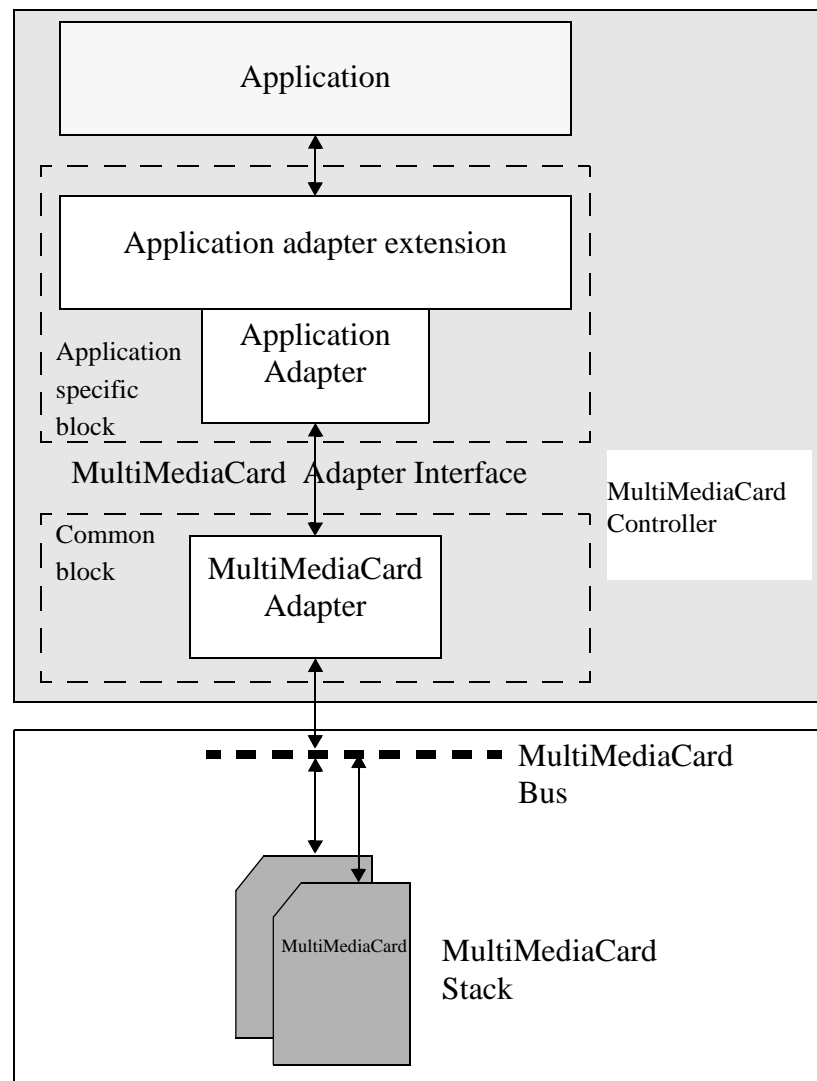 Application
Application adapter extension
Application
Adapter
Application
specific
block
MultiMediaCard Adapter Interface
MultiMediaCard
Controller
Common
block
MultiMediaCard
Adapter
MultiMediaCard
Bus
MultiMediaCard
MultiMediaCard
Stack